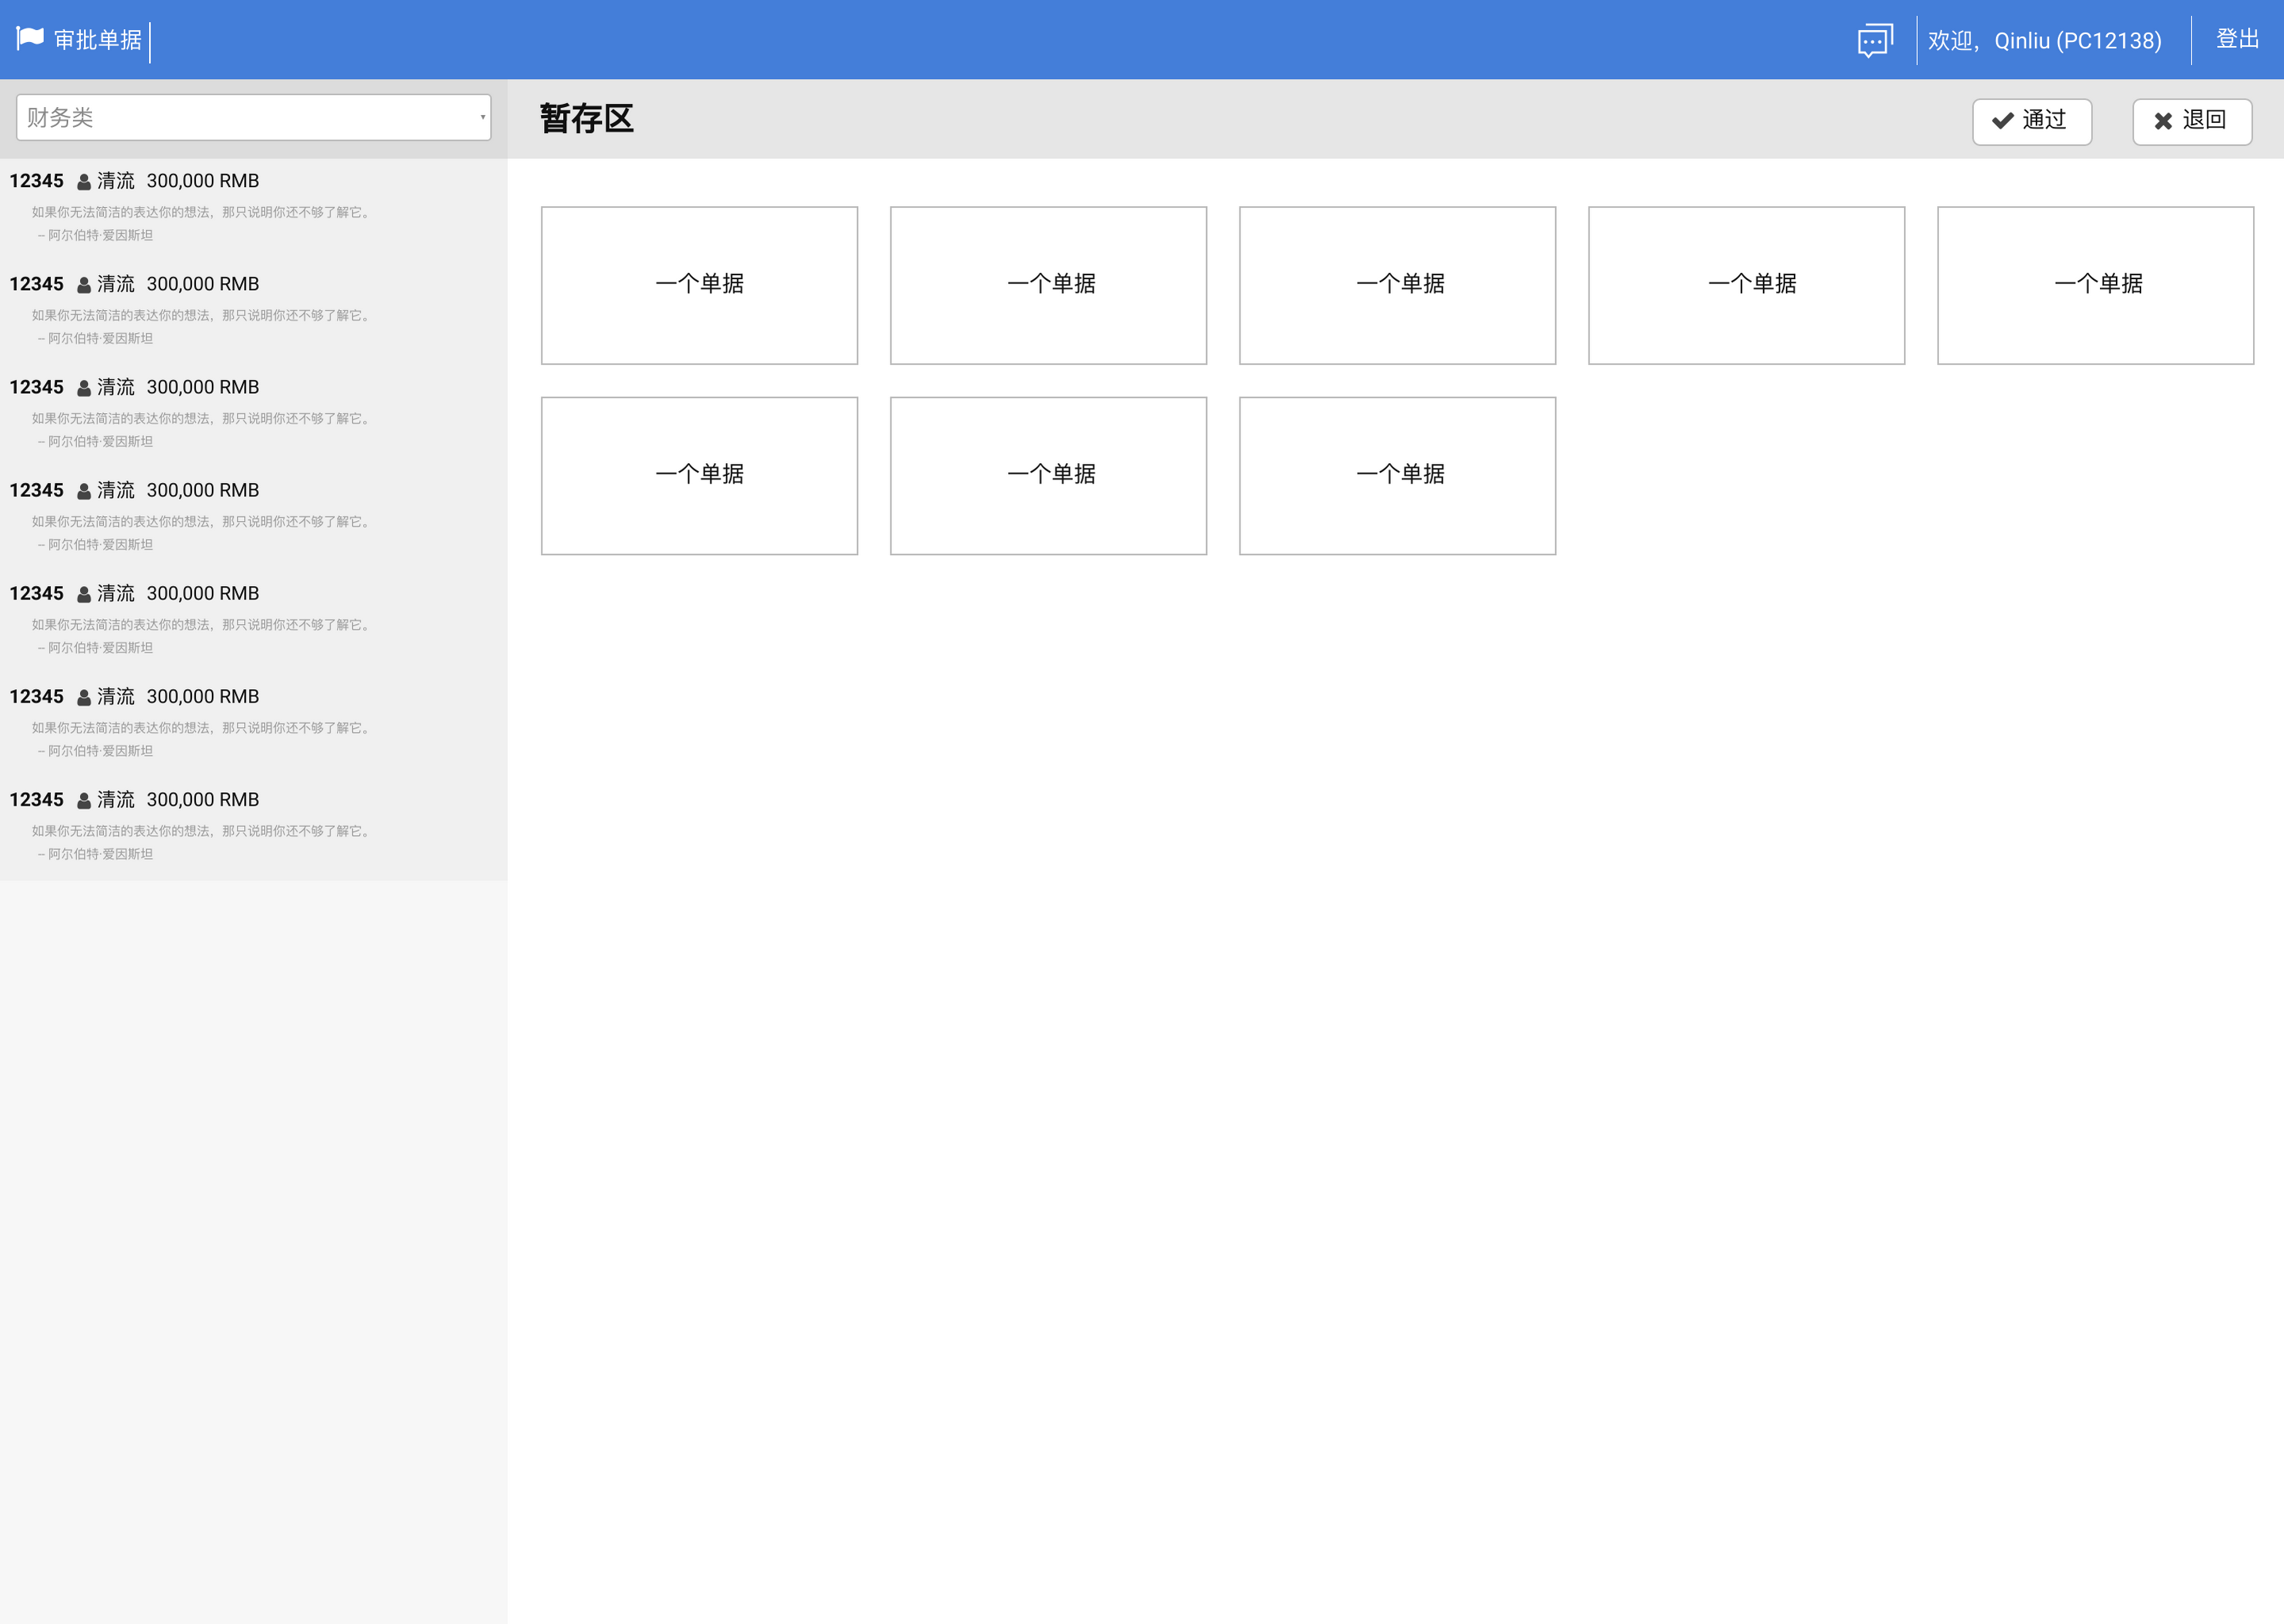 审批单据
欢迎，Qinliu (PC12138)
登出
财务类
暂存区
通过
退回
12345 清流 300,000 RMB
如果你无法简洁的表达你的想法，那只说明你还不够了解它。
– 阿尔伯特·爱因斯坦
12345 清流 300,000 RMB
如果你无法简洁的表达你的想法，那只说明你还不够了解它。
– 阿尔伯特·爱因斯坦
12345 清流 300,000 RMB
如果你无法简洁的表达你的想法，那只说明你还不够了解它。
– 阿尔伯特·爱因斯坦
12345 清流 300,000 RMB
如果你无法简洁的表达你的想法，那只说明你还不够了解它。
– 阿尔伯特·爱因斯坦
12345 清流 300,000 RMB
如果你无法简洁的表达你的想法，那只说明你还不够了解它。
– 阿尔伯特·爱因斯坦
12345 清流 300,000 RMB
如果你无法简洁的表达你的想法，那只说明你还不够了解它。
– 阿尔伯特·爱因斯坦
12345 清流 300,000 RMB
如果你无法简洁的表达你的想法，那只说明你还不够了解它。
– 阿尔伯特·爱因斯坦
一个单据
一个单据
一个单据
一个单据
一个单据
一个单据
一个单据
一个单据